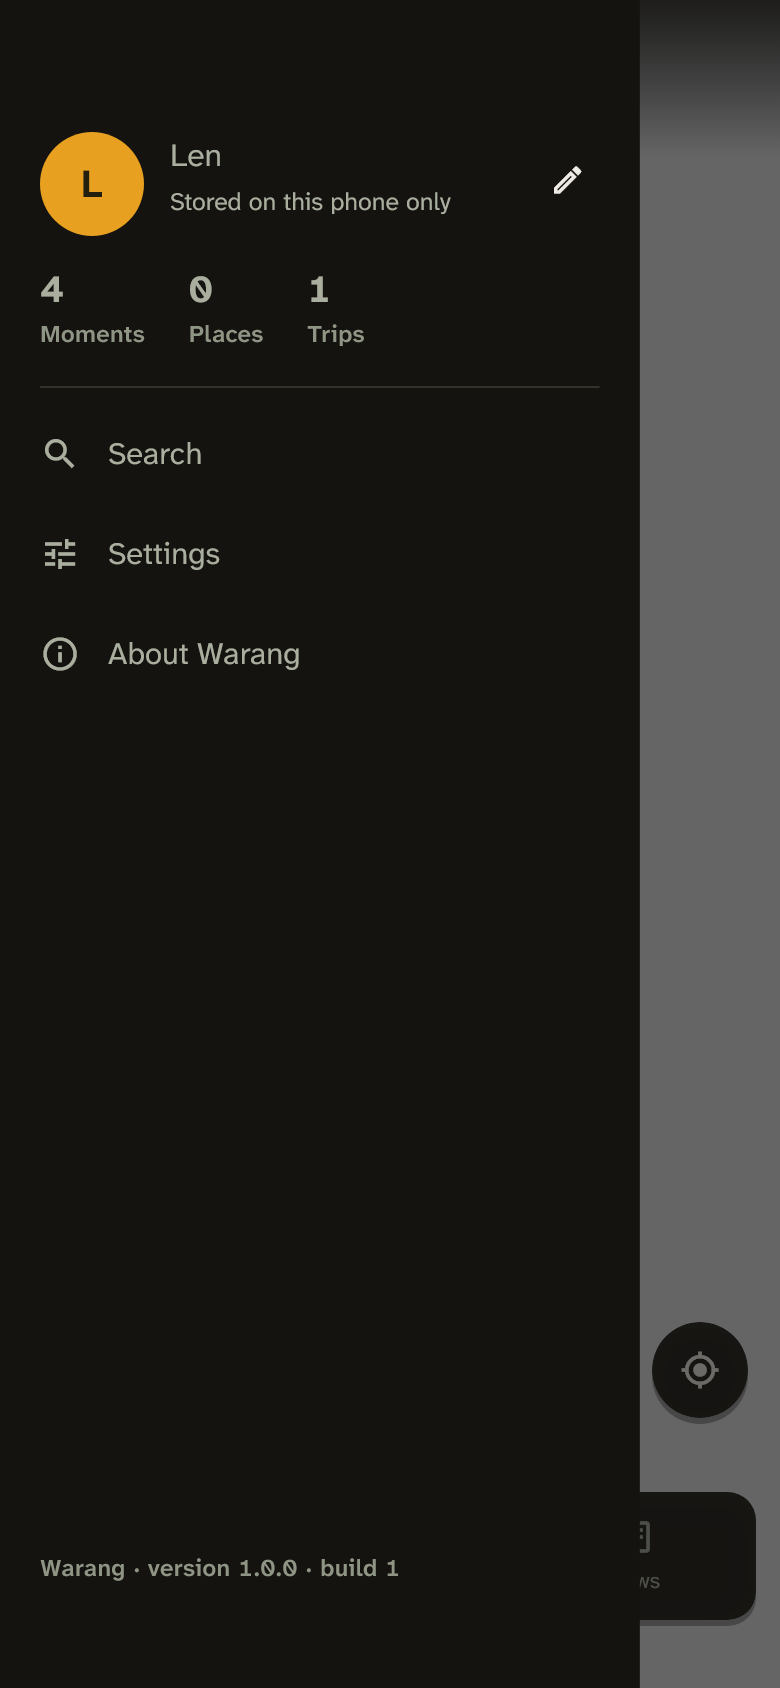 L
Len
Stored on this phone only
4 0 1
Moments Places Trips
Search
Settings
About Warang
Warang · version 1.0.0 · build 1